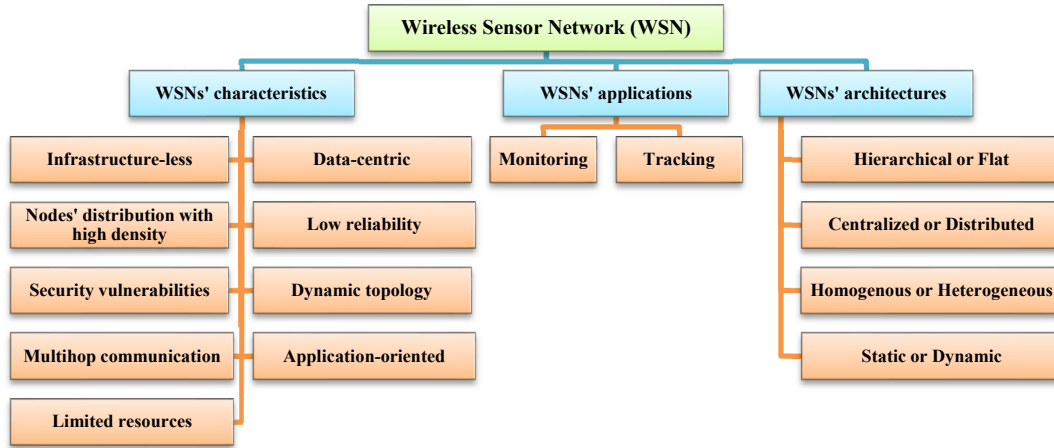 Wireless Sensor Network (WSN)
WSNs' characteristics
WSNs' applications
WSNs' architectures
Infrastructure-less
Data-centric
Nodes' distribution with
high density
Low reliability
Security vulnerabilities
Dynamic topology
Multihop communication
Application-oriented
Limited resources
Monitoring
Tracking
Hierarchical or Flat
Centralized or Distributed
Homogenous or Heterogeneous
Static or Dynamic